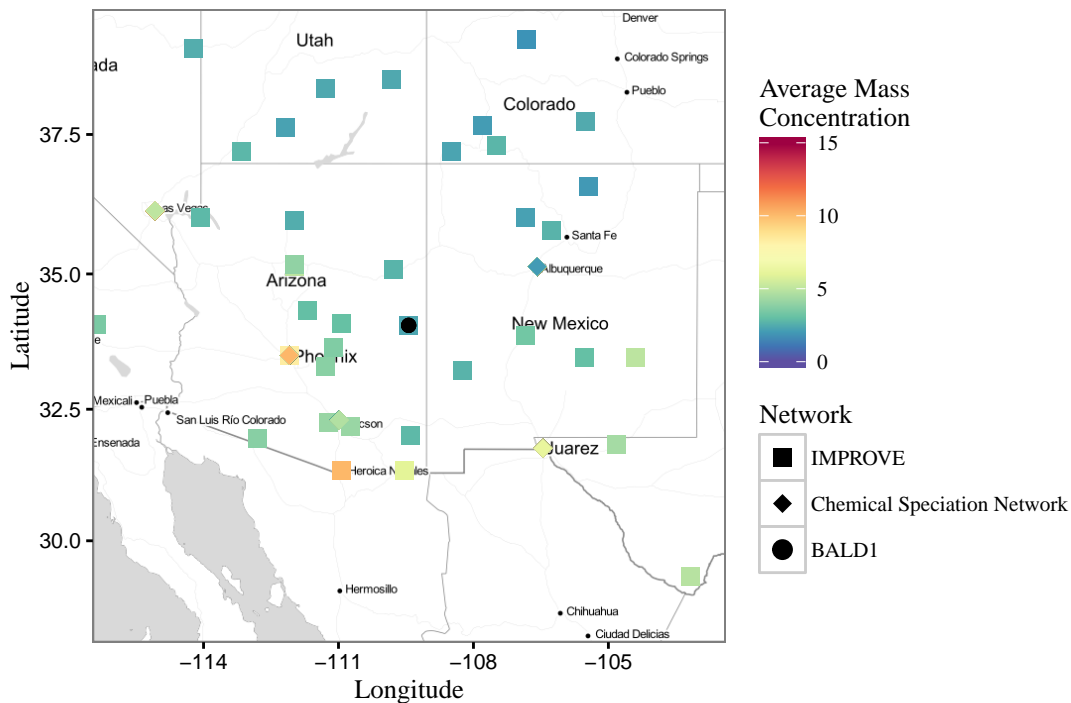 Denver
Utah
Colorado Springs
ada
Pueblo
Colorado
Average Mass
Concentration
15
10
5
0
37.5
35.0
32.5
30.0
Latitude
as Vegas
Santa Fe
Albuquerque
Arizona
New Mexico
e
Phoenix
Mexicali
Puebla
San Luis Río Colorado
cson
Ensenada
Juarez
Heroica N les
Hermosillo
Chihuahua
Ciudad Delicias
Network
IMPROVE
Chemical Speciation Network
BALD1
−114
−111
−108
−105
Longitude